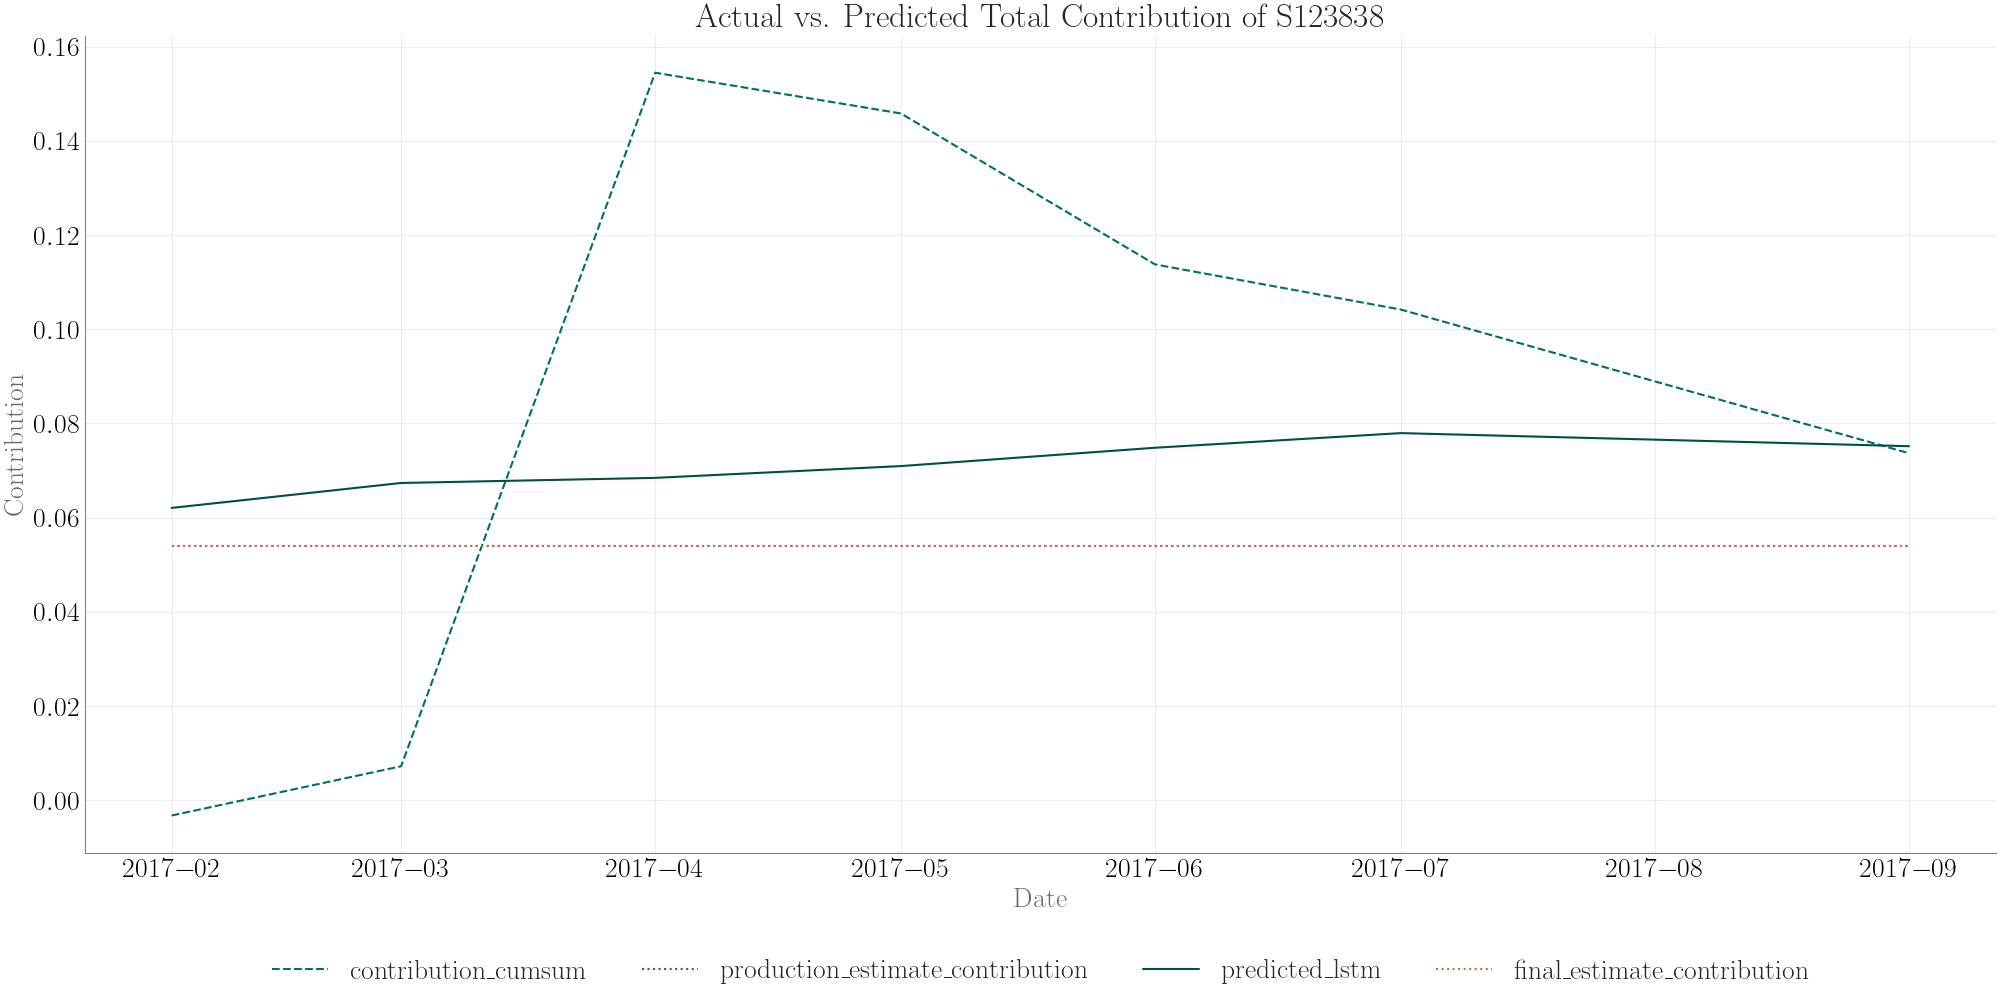 Actual vs. Predicted Total Contribution of S123838
0.16
0.14
0.12
0.10
0.08
0.06
0.04
0.02
0.00
Contribution
2017–02 2017–03 2017–04 2017–05 2017–06 2017–07 2017–08 2017–09
Date
contribution_cumsum production_estimate_contribution predicted_lstm final_estimate_contribution